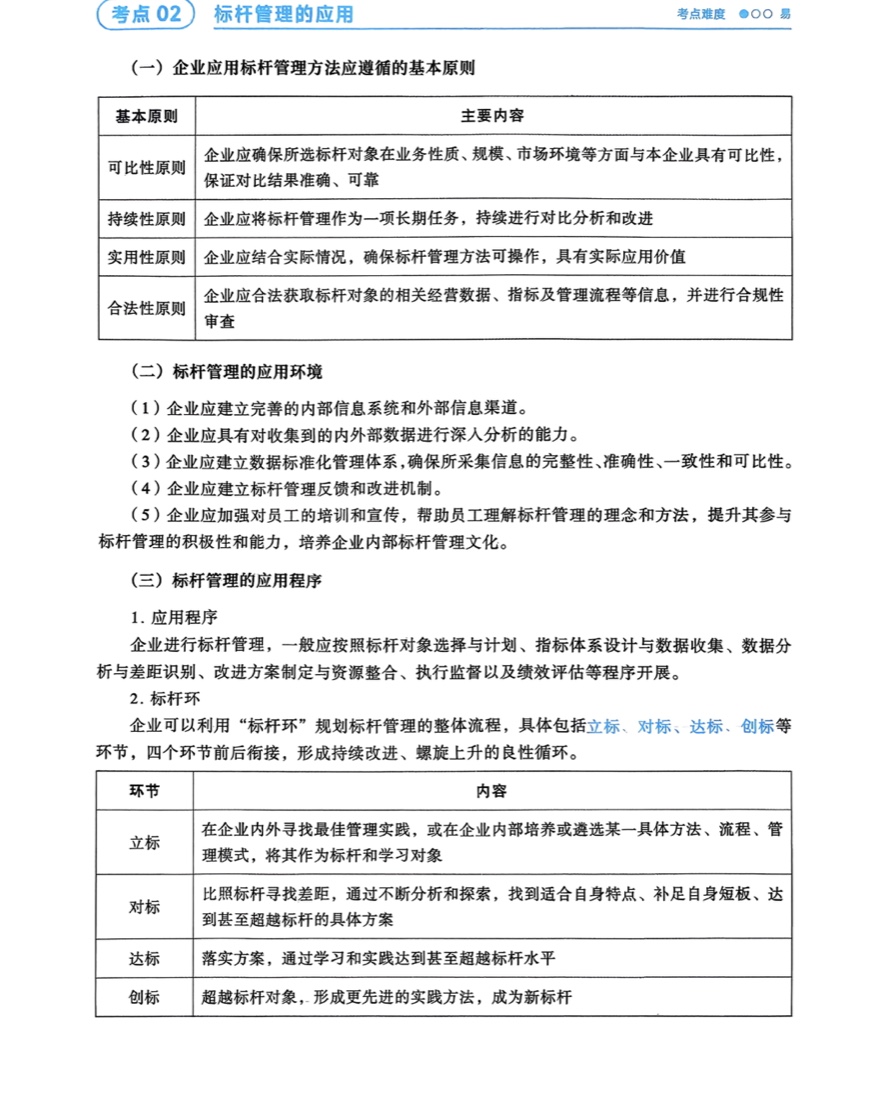 考点 02 标杆管理的应用 考点难度 易
（一）企业应用标杆管理方法应遵循的基本原则
基本原则 主要内容
可比性原则 企业应确保所选标杆对象在业务性质、规模、市场环境等方面与本企业具有可比性，
保证对比结果准确、可靠
持续性原则 企业应将标杆管理作为一项长期任务，持续进行对比分析和改进
实用性原则 企业应结合实际情况，确保标杆管理方法可操作，具有实际应用价值
合法性原则 企业应合法获取标杆对象的相关经营数据、指标及管理流程等信息，并进行合规性
审查
（二）标杆管理的应用环境
（1）企业应建立完善的内部信息系统和外部信息渠道。
（2）企业应具有对收集到的内外部数据进行深入分析的能力。
（3）企业应建立数据标准化管理体系，确保所采集信息的完整性、准确性、一致性和可比性。
（4）企业应建立标杆管理反馈和改进机制。
（5）企业应加强对员工的培训和宣传，帮助员工理解标杆管理的理念和方法，提升其参与
标杆管理的积极性和能力，培养企业内部标杆管理文化。
（三）标杆管理的应用程序
1. 应用程序
企业进行标杆管理，一般应按照标杆对象选择与计划、指标体系设计与数据收集、数据分
析与差距识别、改进方案制定与资源整合、执行监督以及绩效评估等程序开展。
2. 标杆环
企业可以利用“标杆环”规划标杆管理的整体流程，具体包括立标、对标、达标、创标等
环节，四个环节前后衔接，形成持续改进、螺旋上升的良性循环。
环节 内容
立标 在企业内外寻找最佳管理实践，或在企业内部培养或遴选某一具体方法、流程、管
理模式，将其作为标杆和学习对象
对标 比照标杆寻找差距，通过不断分析和探索，找到适合自身特点、补足自身短板、达
到甚至超越标杆的具体方案
达标 落实方案，通过学习和实践达到甚至超越标杆水平
创标 超越标杆对象，形成更先进的实践方法，成为新标杆